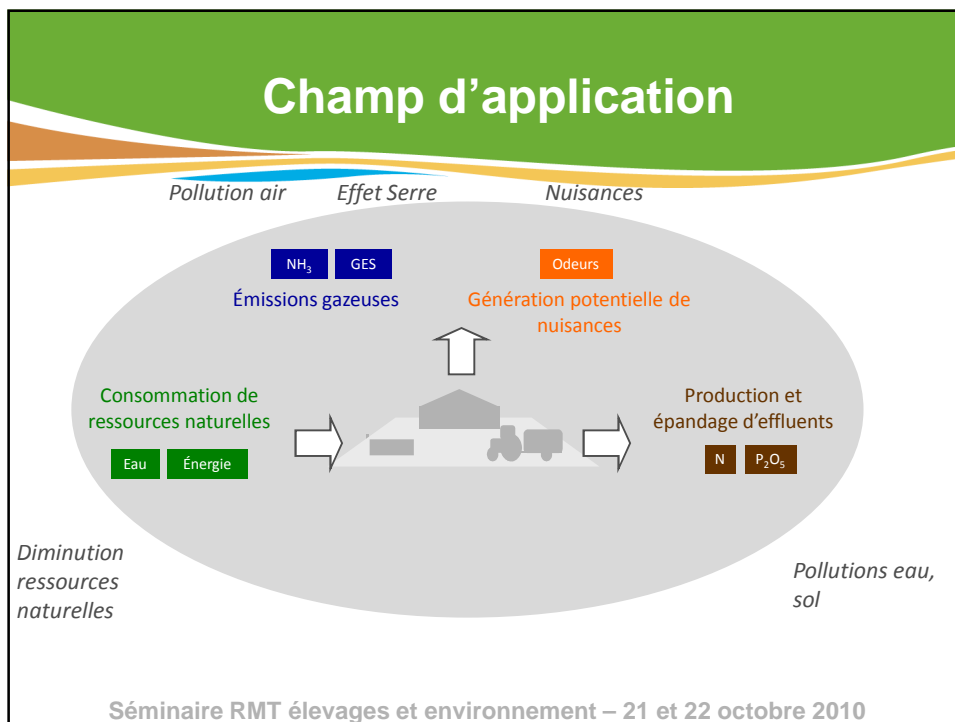 Champ d'application
Pollution air Effet Serre Nuisances
NH₃ GES
Émissions gazeuses
Odeurs
Génération potentielle de
nuisances
Consommation de
ressources naturelles
Eau Énergie
Production et
épandage d'effluents
N P₂O₅
Diminution
ressources
naturelles
Pollutions eau,
sol
Séminaire RMT élevages et environnement – 21 et 22 octobre 2010